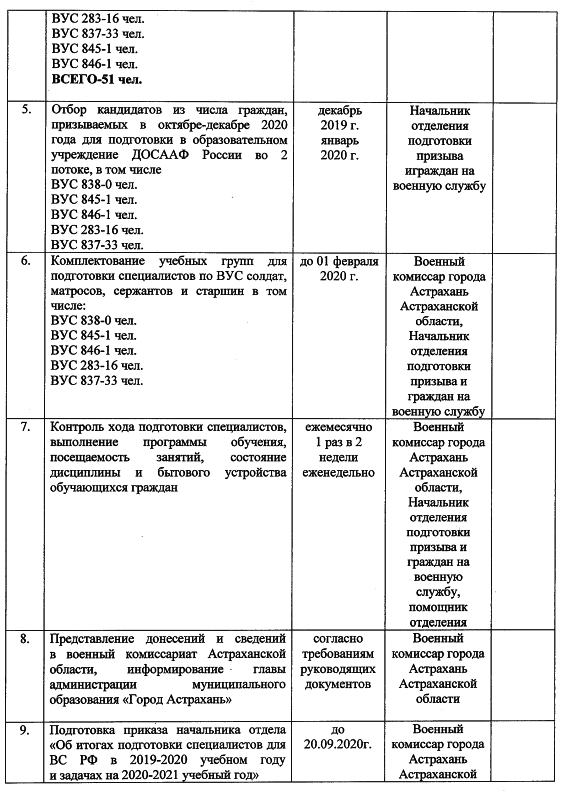 ВУС 283-16 чел.
ВУС 837-33 чел.
ВУС 845-1 чел.
ВУС 846-1 чел.
ВСЕГО-51 чел.
5.
Отбор кандидатов из числа граждан,
призываемых в октябре-декабре 2020
года для подготовки в образовательном
учреждение ДОСААФ России во 2
потоке, в том числе
ВУС 838-0 чел.
ВУС 845-1 чел.
ВУС 846-1 чел.
ВУС 283-16 чел.
ВУС 837-33 чел.
декабрь
2019 г.
январь
2020 г.
Начальник
отделения
подготовки
призыва
играждан на
военную службу
6.
Комплектование учебных групп для
подготовки специалистов по ВУС солдат,
матросов, сержантов и старшин в том
числе:
ВУС 838-0 чел.
ВУС 845-1 чел.
ВУС 846-1 чел.
ВУС 283-16 чел.
ВУС 837-33 чел.
до 01 февраля
2020 г.
Военный
комиссар города
Астрахань
Астраханской
области,
Начальник
отделения
подготовки
призыва и
граждан на
военную службу
7.
Контроль хода подготовки специалистов,
выполнение программы обучения,
посещаемость занятий, состояние
дисциплины и бытового устройства
обучающихся граждан
ежемесячно
1 раз в 2
недели
еженедельно
Военный
комиссар города
Астрахань
Астраханской
области,
Начальник
отделения
подготовки
призыва и
граждан на
военную
службу,
помощник
отделения
8.
Представление донесений и сведений
в военный комиссариат Астраханской
области, информирование главы
администрации муниципального
образования «Город Астрахань»
согласно
требованиям
руководящих
документов
Военный
комиссар города
Астрахань
Астраханской
области
9.
Подготовка приказа начальника отдела
«Об итогах подготовки специалистов для
ВС РФ в 2019-2020 учебном году
и задачах на 2020-2021 учебный год»
до
20.09.2020г.
Военный
комиссар города
Астрахань
Астраханской